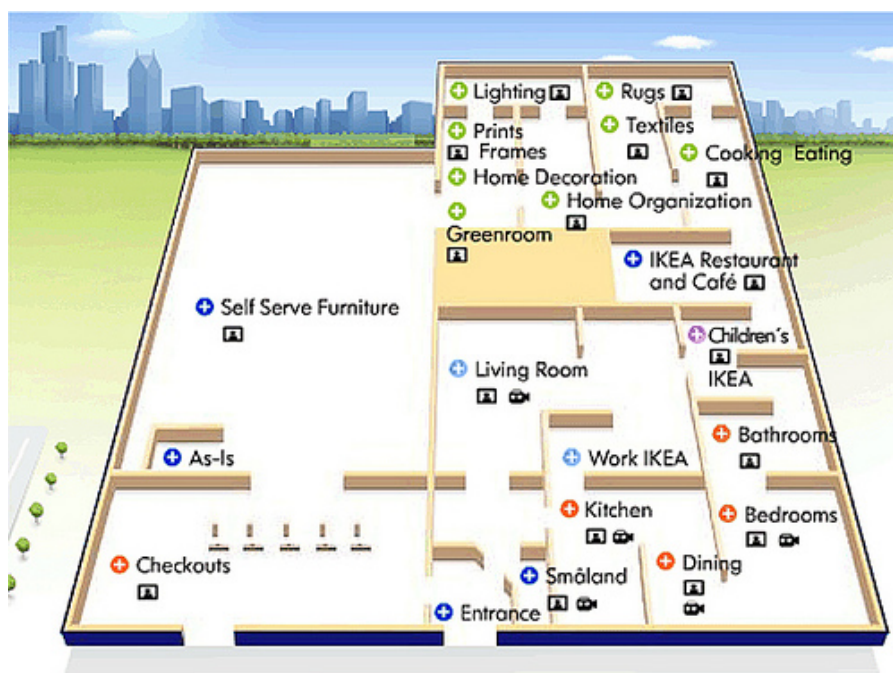 Lighting
Rugs
Prints
Frames
Textiles
Cooking Eating
Home Decoration
Home Organization
Greenroom
IKEA Restaurant
and Café
Self Serve Furniture
Children´s
IKEA
Living Room
Bathrooms
As-Is
Work IKEA
Kitchen
Bedrooms
Checkouts
Småland
Dining
Entrance